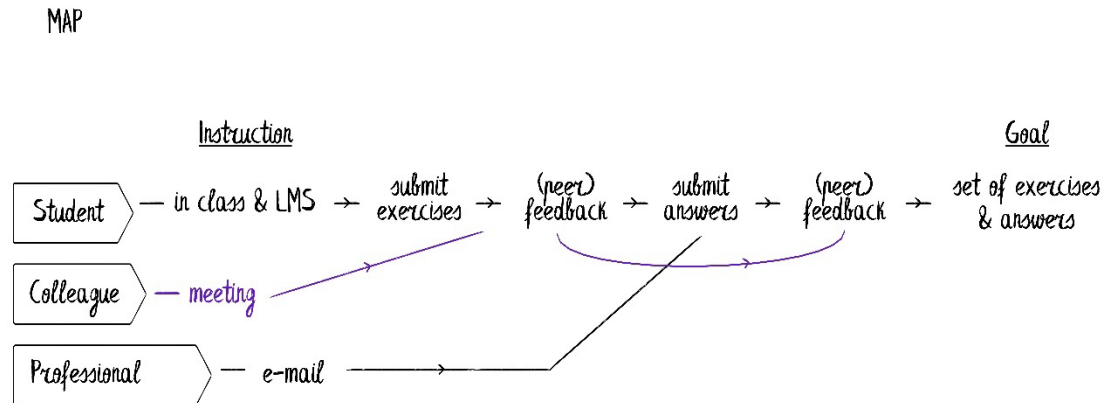 MAP
Instruction
Goal
Student
in class & LMS
submit
exercises
(peer)
feedback
submit
answers
(peer)
feedback
set of exercises
& answers
Colleague
meeting
Professional
e-mail